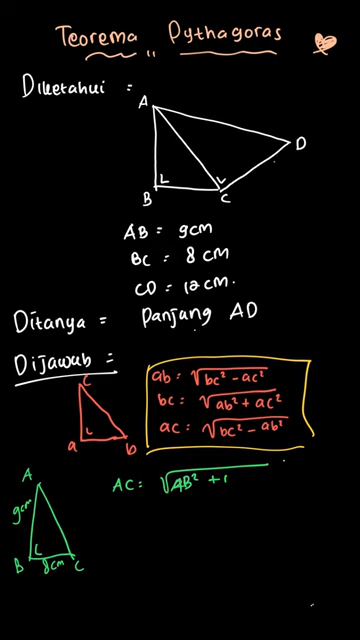 Teorema Pythagoras
Diketahui =
A
D
B
C
AB = 9cm
BC = 8 cm
CD = 12 cm.
Ditanya = Panjang AD
Dijawab =
c
a
b
ab = √bc² - ac²
bc = √ab² + ac²
ac = √bc² - ab²
A
9cm
B
8cm
C
AC = √AB² +